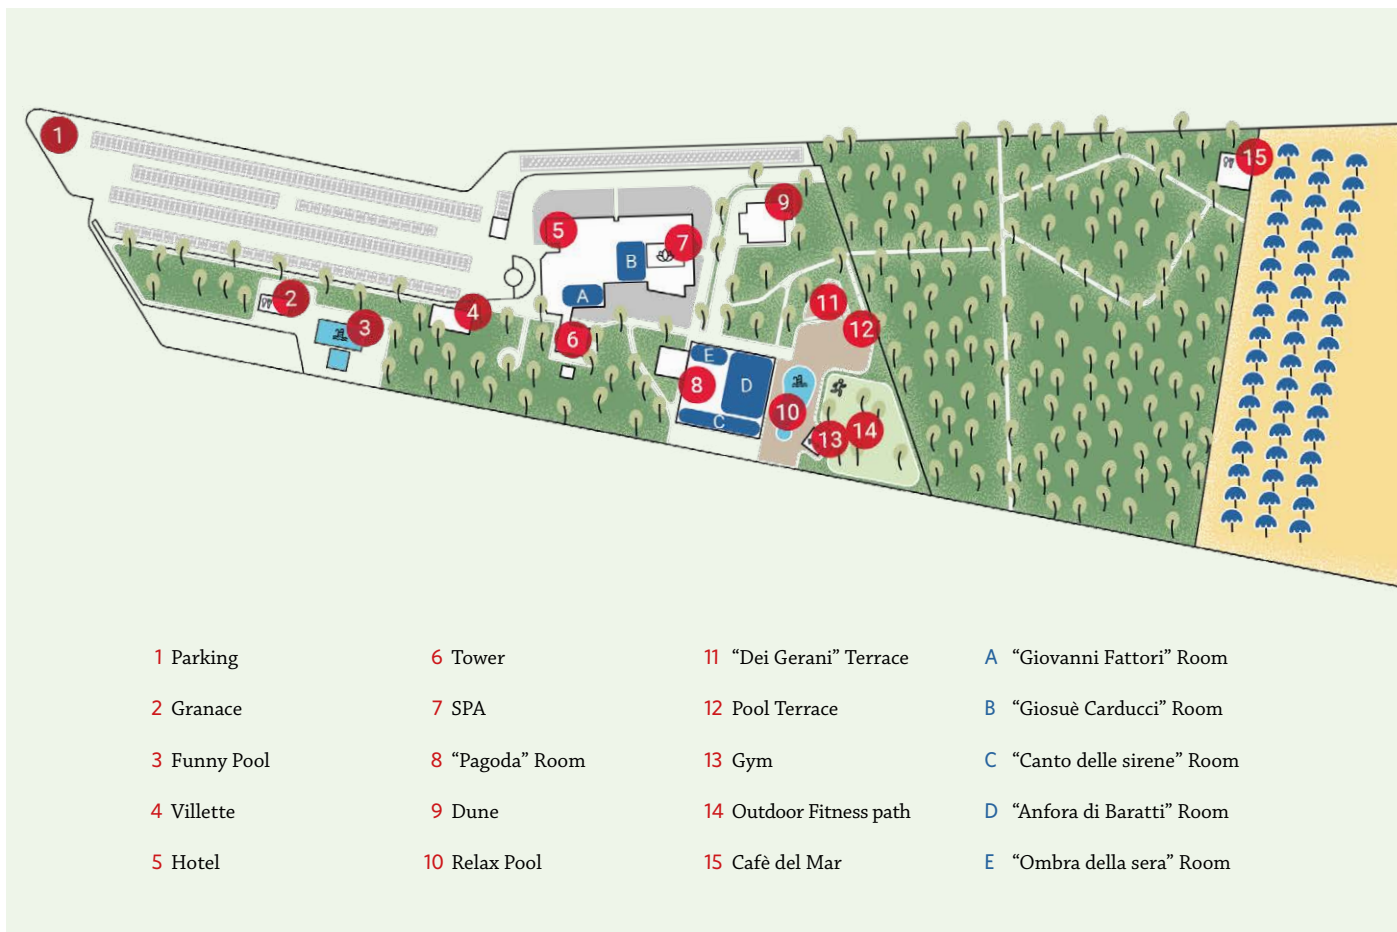 1
15
9
5
7
B
2
A
11
4
3
12
6
E
8
D
10
C
13
14
1 Parking
2 Granace
3 Funny Pool
4 Villette
5 Hotel
6 Tower
7 SPA
8 “Pagoda” Room
9 Dune
10 Relax Pool
11 “Dei Gerani” Terrace
12 Pool Terrace
13 Gym
14 Outdoor Fitness path
15 Cafè del Mar
A “Giovanni Fattori” Room
B “Giosuè Carducci” Room
C “Canto delle sirene” Room
D “Anfora di Baratti” Room
E “Ombra della sera” Room